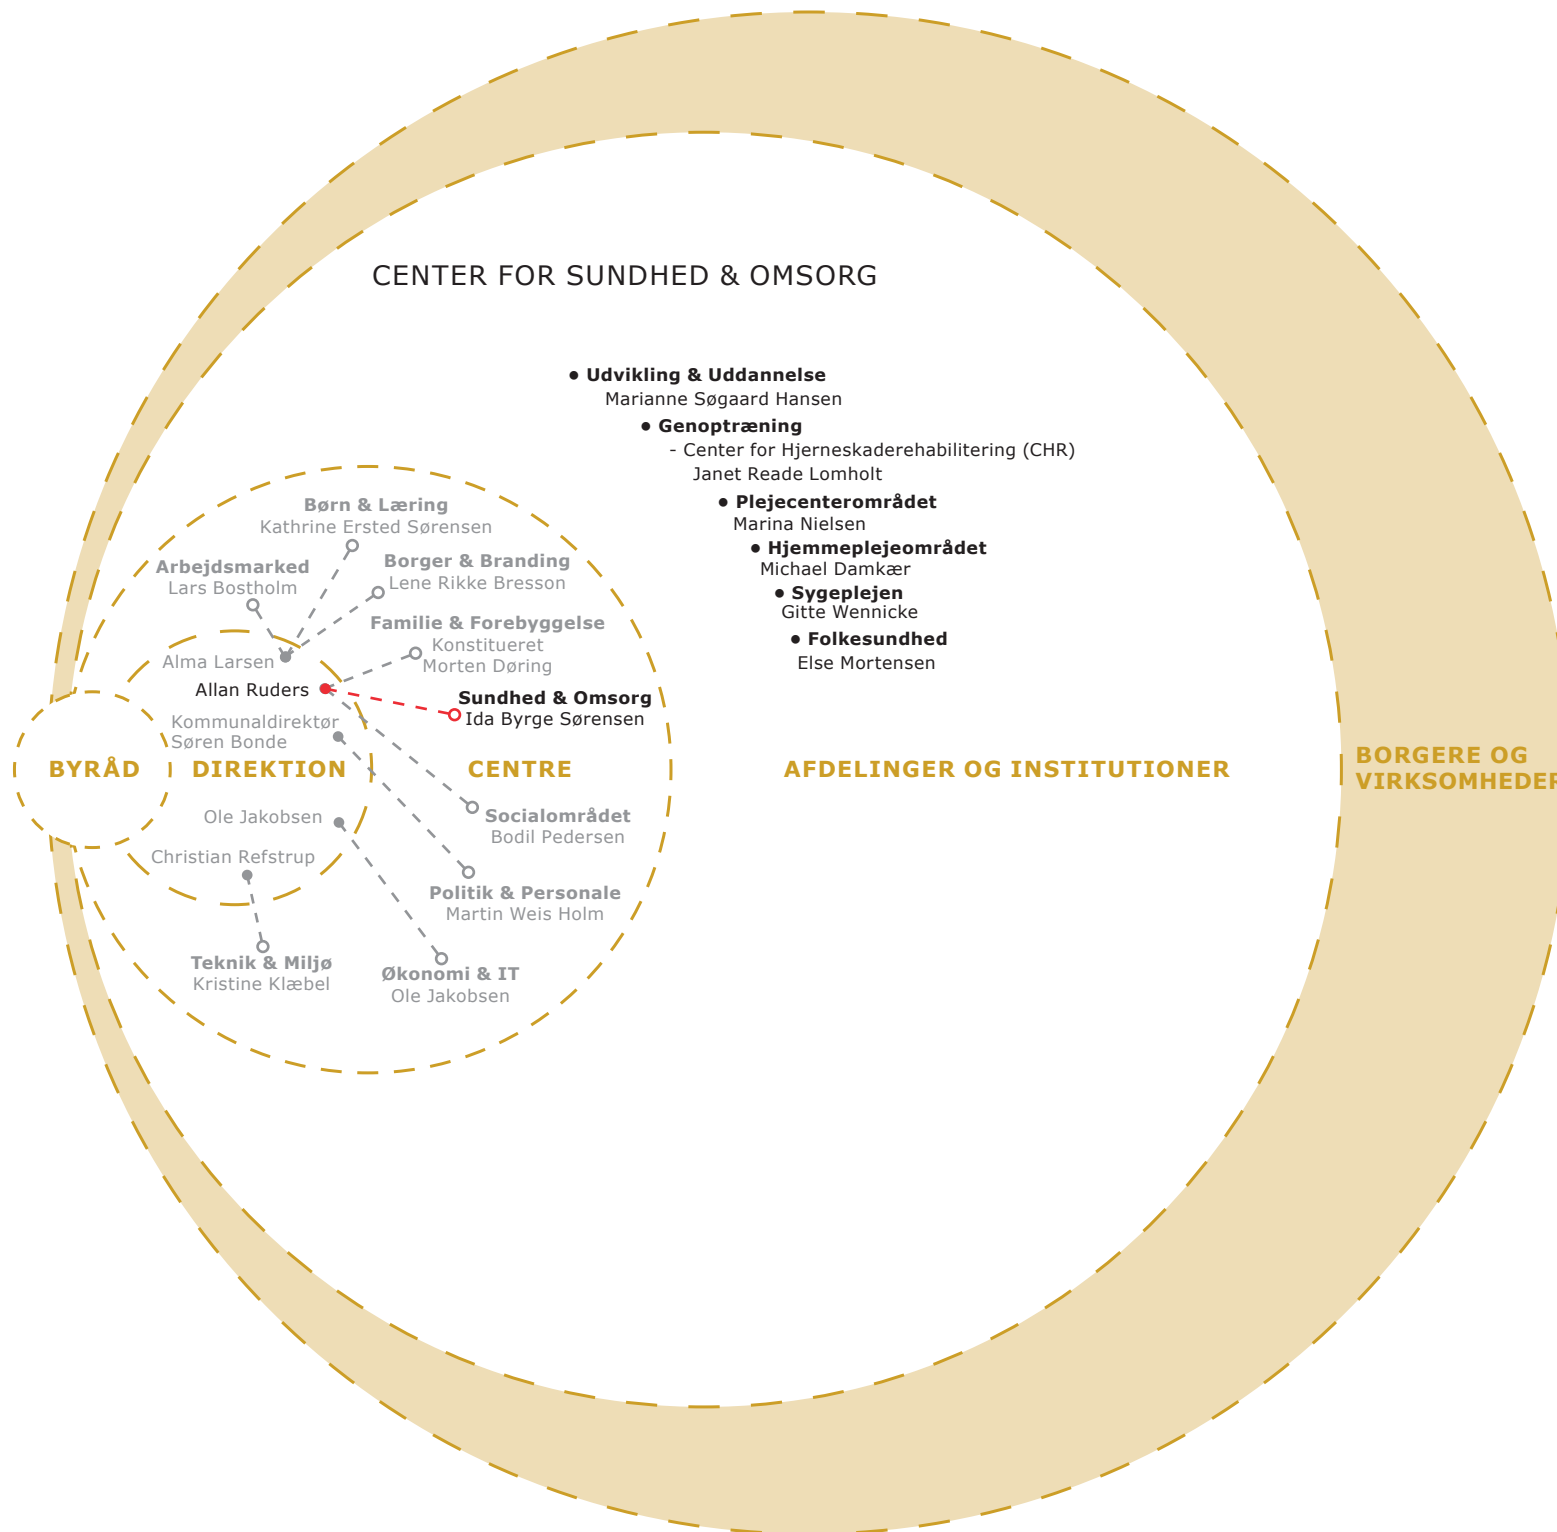 CENTER FOR SUNDHED & OMSORG
• Udvikling & Uddannelse
Marianne Søgaard Hansen
• Genoptræning
- Center for Hjerneskaderehabilitering (CHR)
Janet Reade Lomholt
• Plejecenterområdet
Marina Nielsen
• Hjemmeplejeområdet
Michael Damkær
• Sygeplejen
Gitte Wennicke
• Folkesundhed
Else Mortensen
Børn & Læring
Kathrine Ersted Sørensen
Arbejdsmarked
Lars Bostholm
Borger & Branding
Lene Rikke Bresson
Familie & Forebyggelse
Konstitueret
Morten Døring
Alma Larsen
Allan Ruders
Sundhed & Omsorg
Ida Byrge Sørensen
Kommunaldirektør
Søren Bonde
BYRÅD
DIREKTION
CENTRE
AFDELINGER OG INSTITUTIONER
BORGERE OG
VIRKSOMHEDER
Ole Jakobsen
Socialområdet
Bodil Pedersen
Christian Refstrup
Politik & Personale
Martin Weis Holm
Teknik & Miljø
Kristine Klæbel
Økonomi & IT
Ole Jakobsen